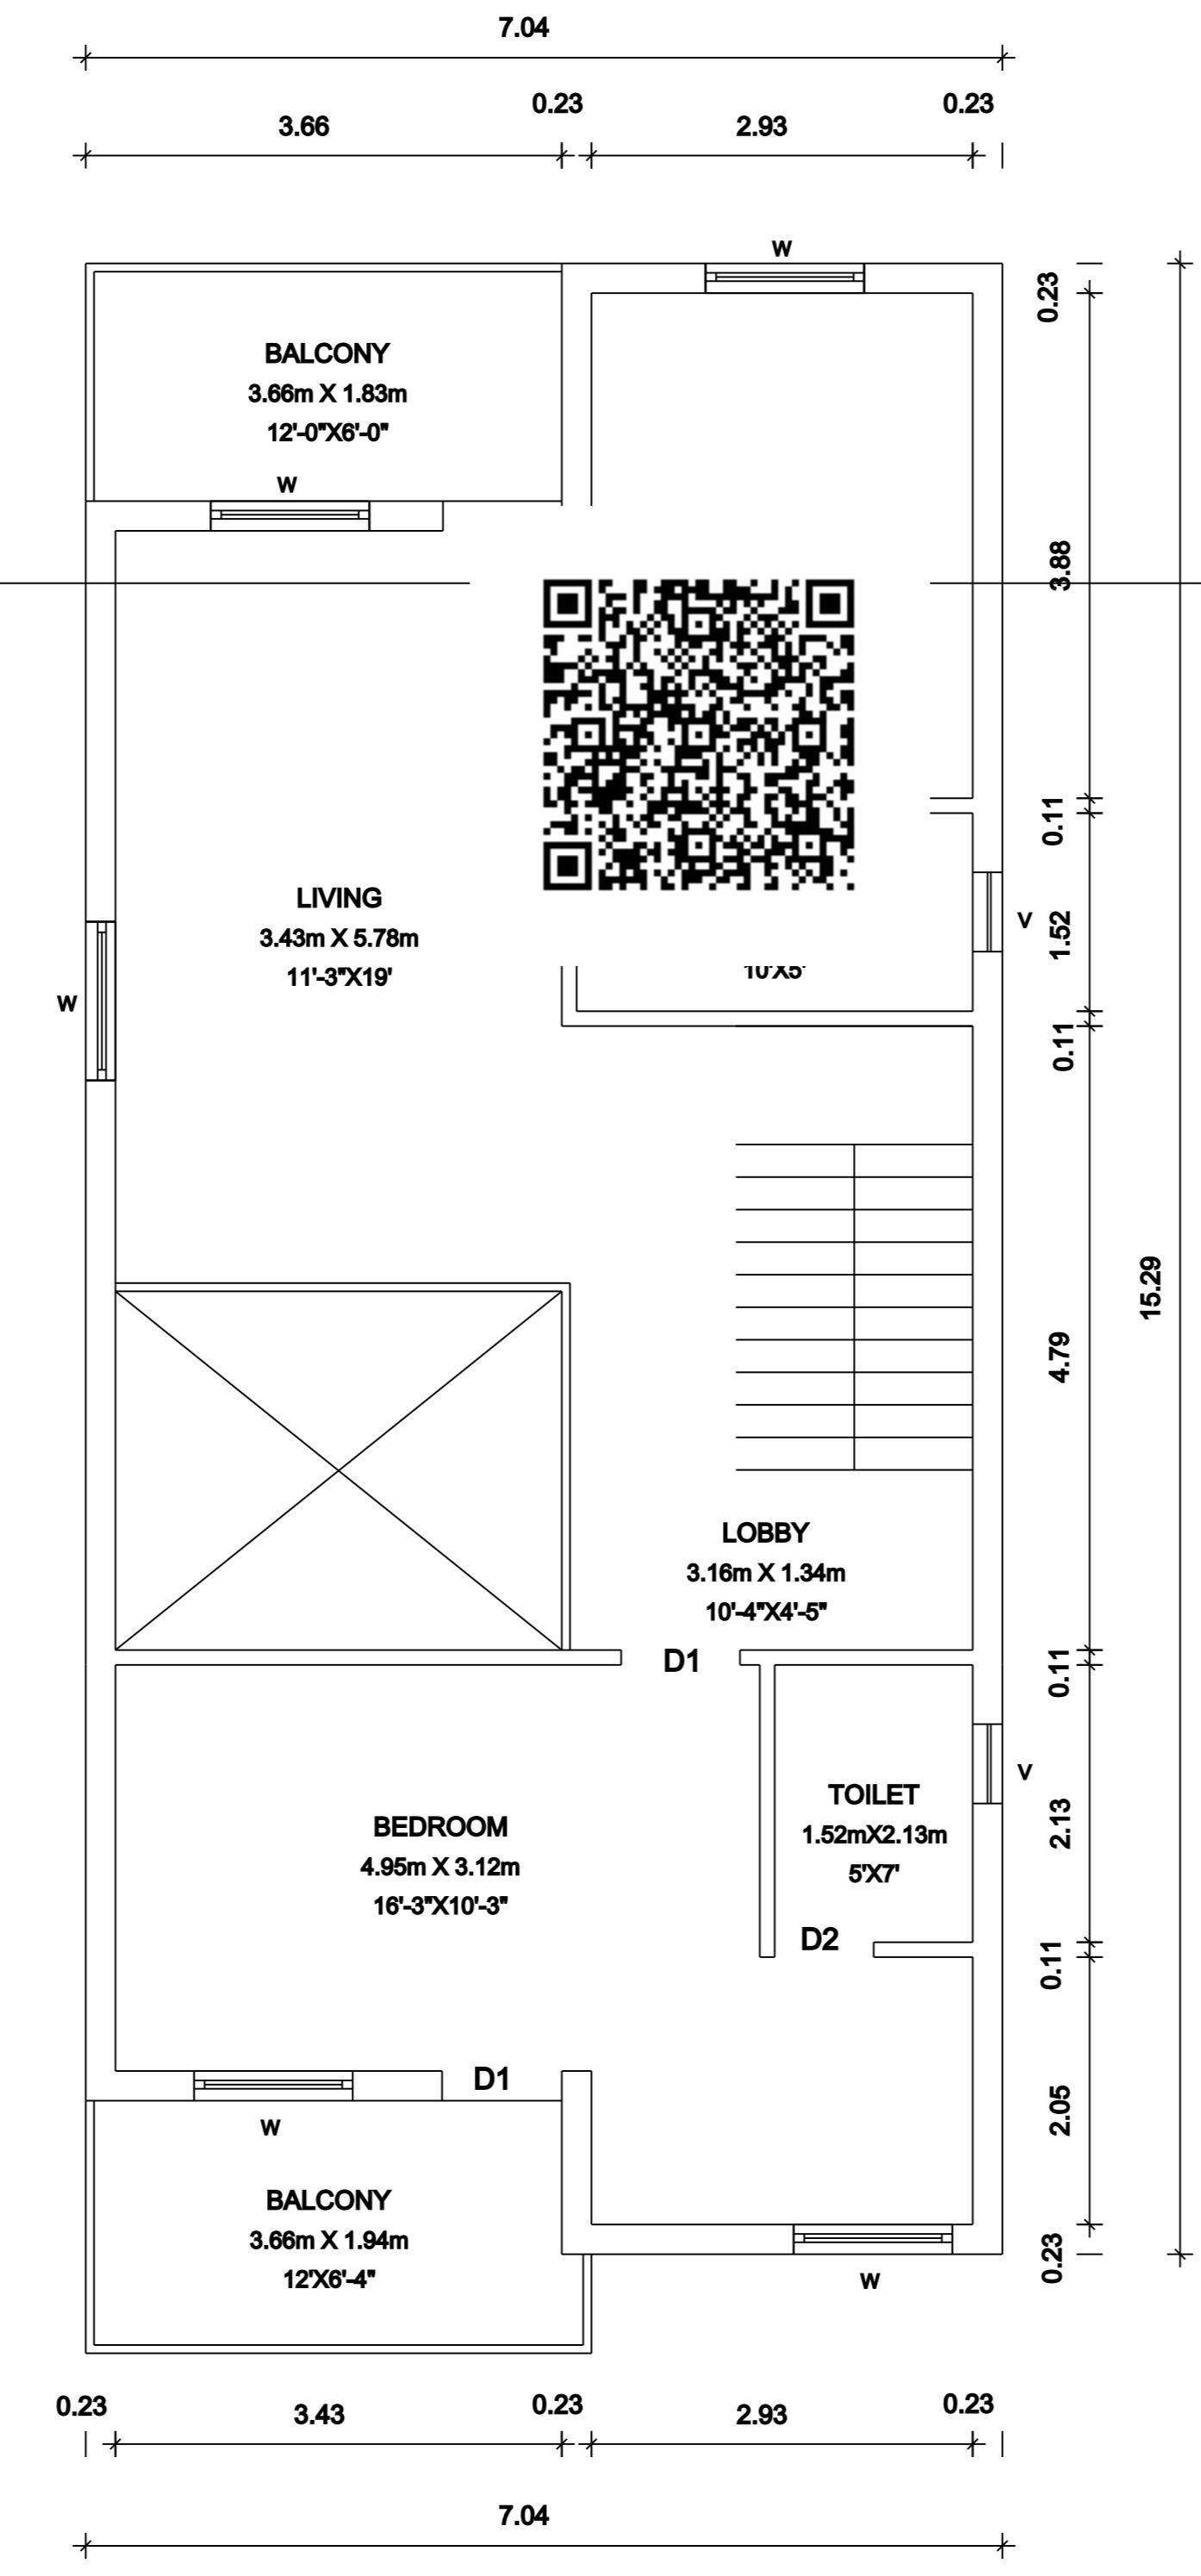 7.04
3.66
0.23
2.93
0.23
W
0.23
BALCONY
3.66m X 1.83m
12'-0"X6'-0"
W
3.88
0.11
LIVING
3.43m X 5.78m
11'-3"X19'
W
V
1.52
10'X5'
0.11
15.29
4.79
LOBBY
3.16m X 1.34m
10'-4"X4'-5"
D1
0.11
V
TOILET
1.52mX2.13m
5'X7'
2.13
BEDROOM
4.95m X 3.12m
16'-3"X10'-3"
D2
0.11
D1
W
2.05
BALCONY
3.66m X 1.94m
12'X6'-4"
W
0.23
0.23
3.43
0.23
2.93
0.23
7.04